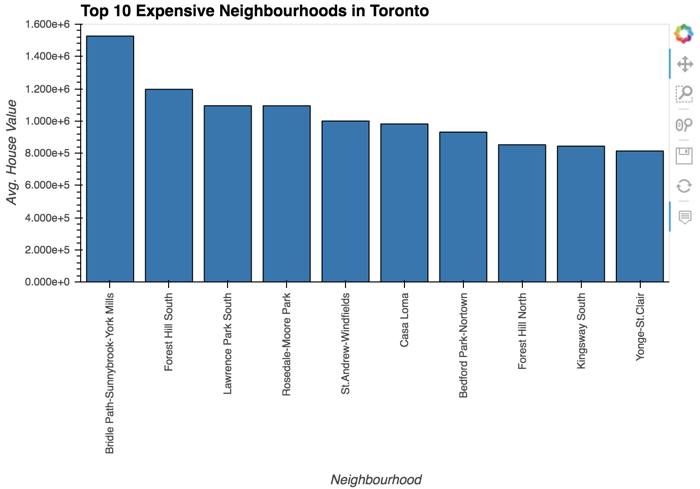 Top 10 Expensive Neighbourhoods in Toronto
Avg. House Value
1.600e+6
1.400e+6
1.200e+6
1.000e+6
8.000e+5
6.000e+5
4.000e+5
2.000e+5
0.000e+0
Bridle Path-Sunnybrook-York Mills
Forest Hill South
Lawrence Park South
Rosedale-Moore Park
St.Andrew-Windfields
Casa Loma
Bedford Park-Nortown
Forest Hill North
Kingsway South
Yonge-St.Clair
Neighbourhood